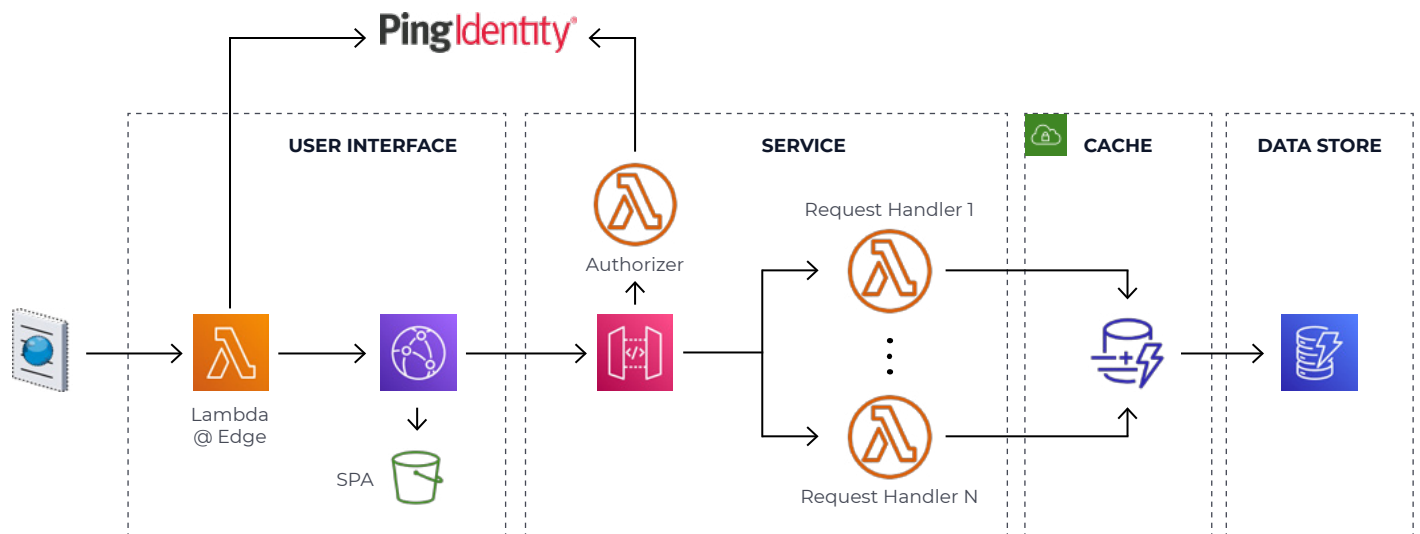 PingIdentity®
USER INTERFACE
SERVICE
CACHE
DATA STORE
Request Handler 1
Authorizer
</>
Lambda
@ Edge
SPA
Request Handler N